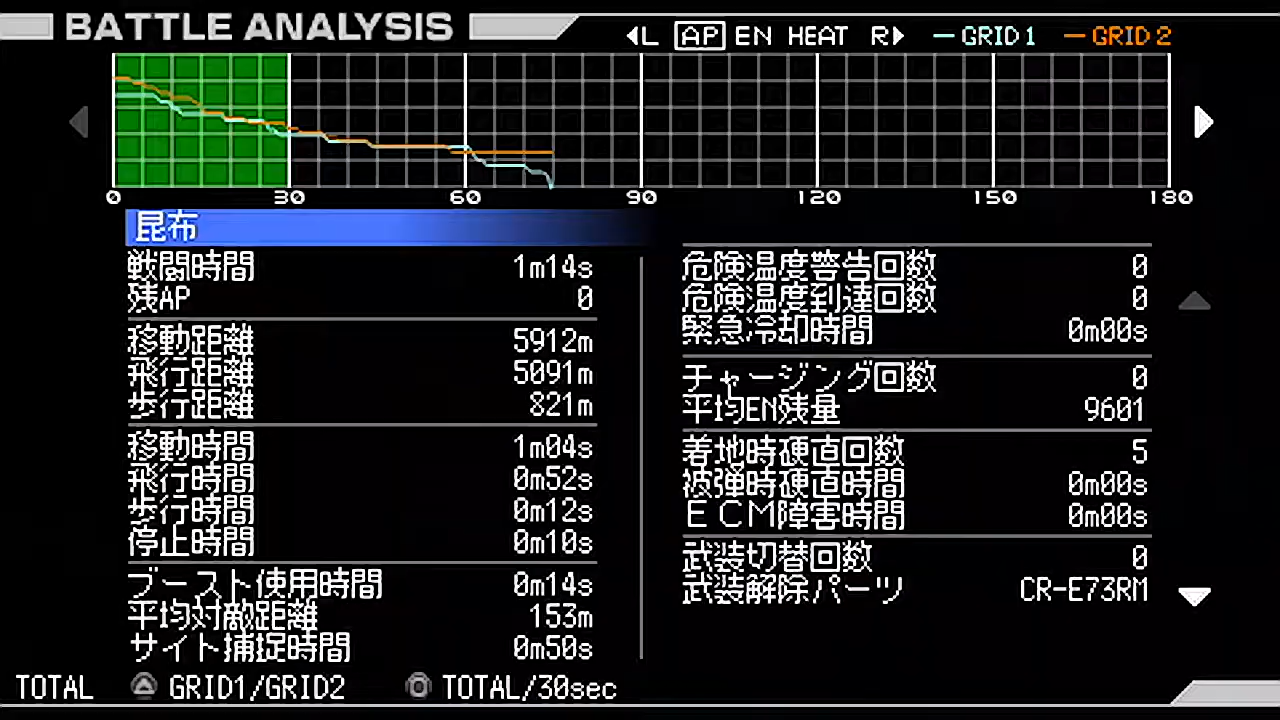 BATTLE ANALYSIS
L AP EN HEAT R GRID 1 GRID 2
0 30 60 90 120 150 180
昆布
戦闘時間 1m14s
残AP 0
移動距離 5912m
飛行距離 5091m
歩行距離 821m
移動時間 1m04s
飛行時間 0m52s
歩行時間 0m12s
停止時間 0m10s
ブースト使用時間 0m14s
平均対敵距離 153m
サイト捕捉時間 0m50s
危険温度警告回数 0
危険温度到達回数 0
緊急冷却時間 0m00s
チャージング回数 0
平均EN残量 9601
着地時硬直回数 5
被弾時硬直時間 0m00s
ＥＣＭ障害時間 0m00s
武装切替回数 0
武装解除パーツ CR-E73RM
TOTAL GRID1/GRID2 TOTAL/30sec